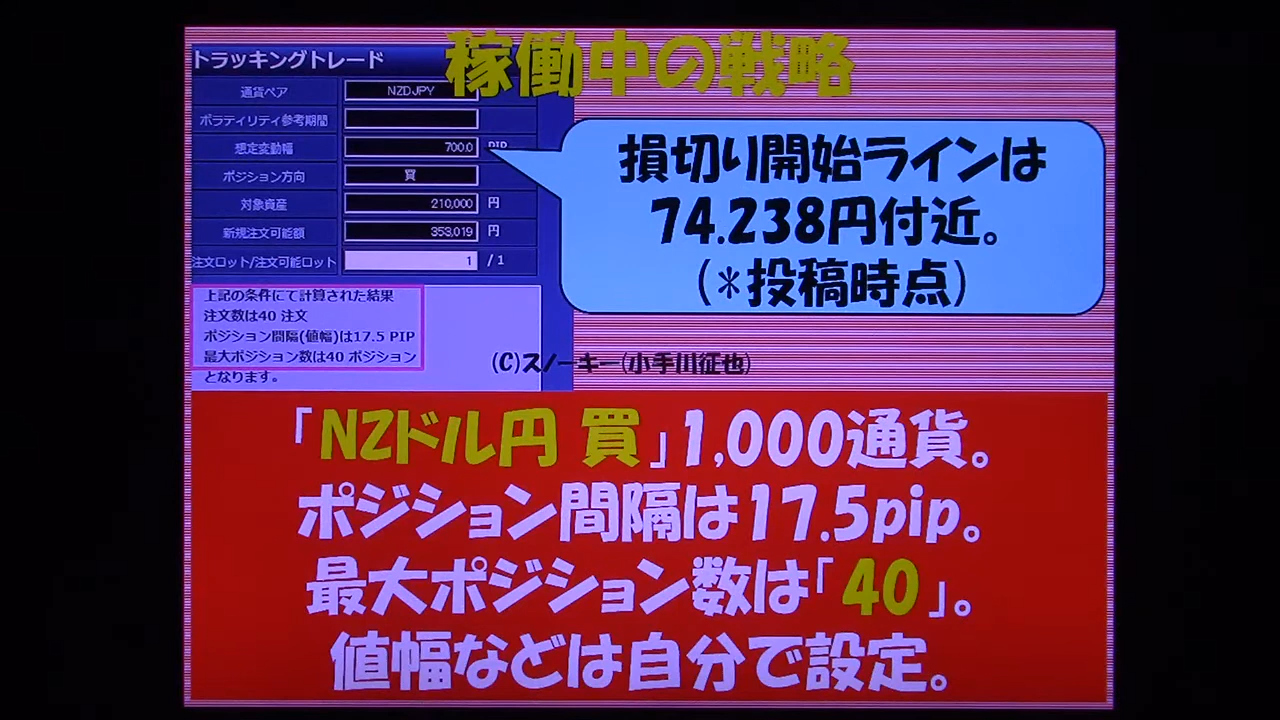 稼働中の戦略
トラッキングトレード
通貨ペア NZDJPY
ボラティリティ参考期間
想定変動幅 700.0 PIP
ポジション方向 買
対象資産 210,000 円
新規注文可能額 353,019 円
注文ロット/注文可能ロット 1 / 1
損切り開始ラインは
74.238円付近。
(*投稿時点)
上記の条件にて計算された結果
注文数は40 注文
ポジション間隔(値幅)は17.5 PIP
最大ポジション数は40 ポジション
となります。
(C)スノーキー(小手川征也)
「NZドル円 買」1,000通貨。
ポジション間隔は17.5pip。
最大ポジション数は「40」。
値幅などは自分で設定。